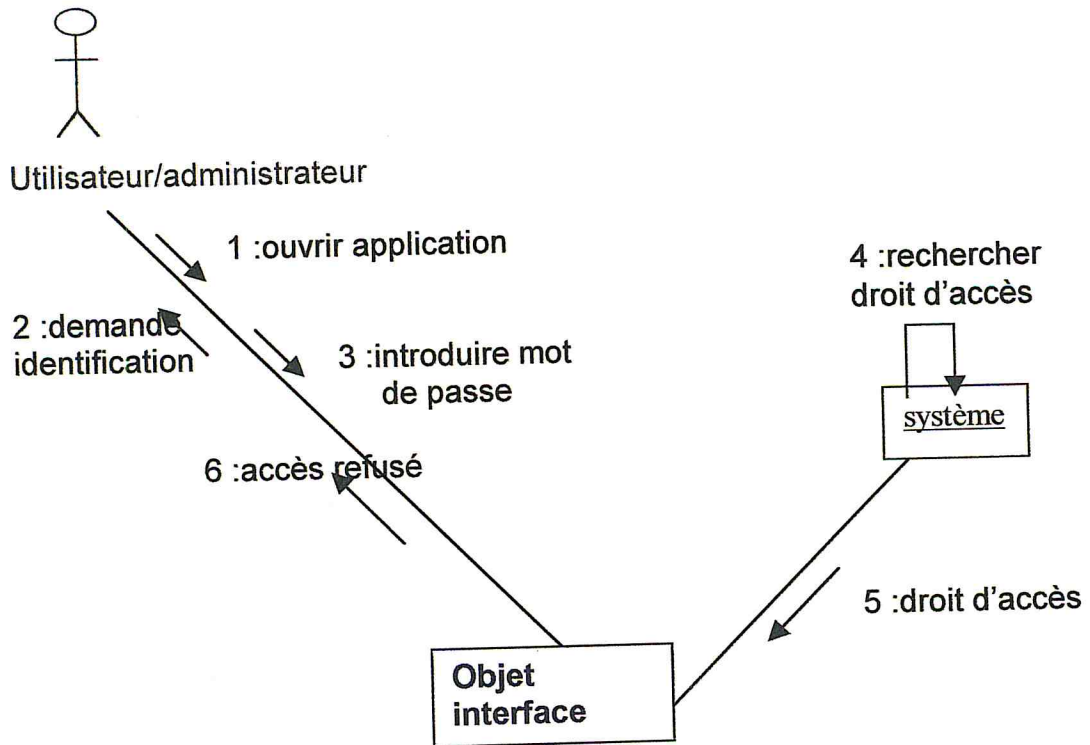 Utilisateur/administrateur
1 :ouvrir application
2 :demande
identification
3 :introduire mot
de passe
4 :rechercher
droit d'accès
système
6 :accès refusé
5 :droit d'accès
Objet
interface